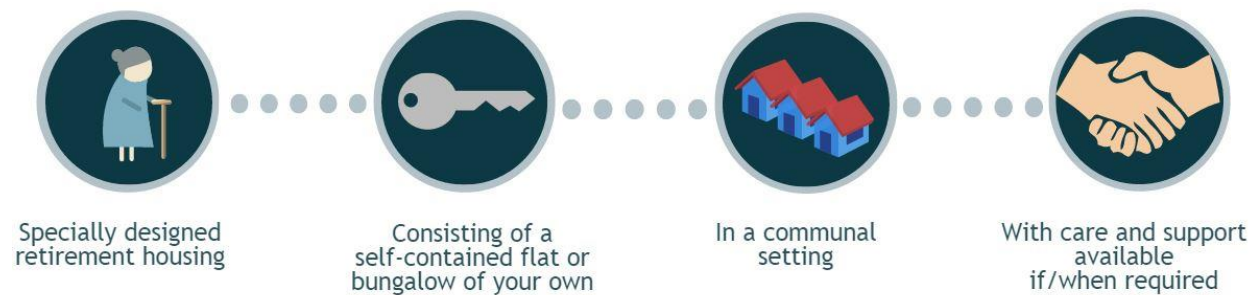 Specially designed
retirement housing
Consisting of a
self-contained flat or
bungalow of your own
In a communal
setting
With care and support
available
if/when required